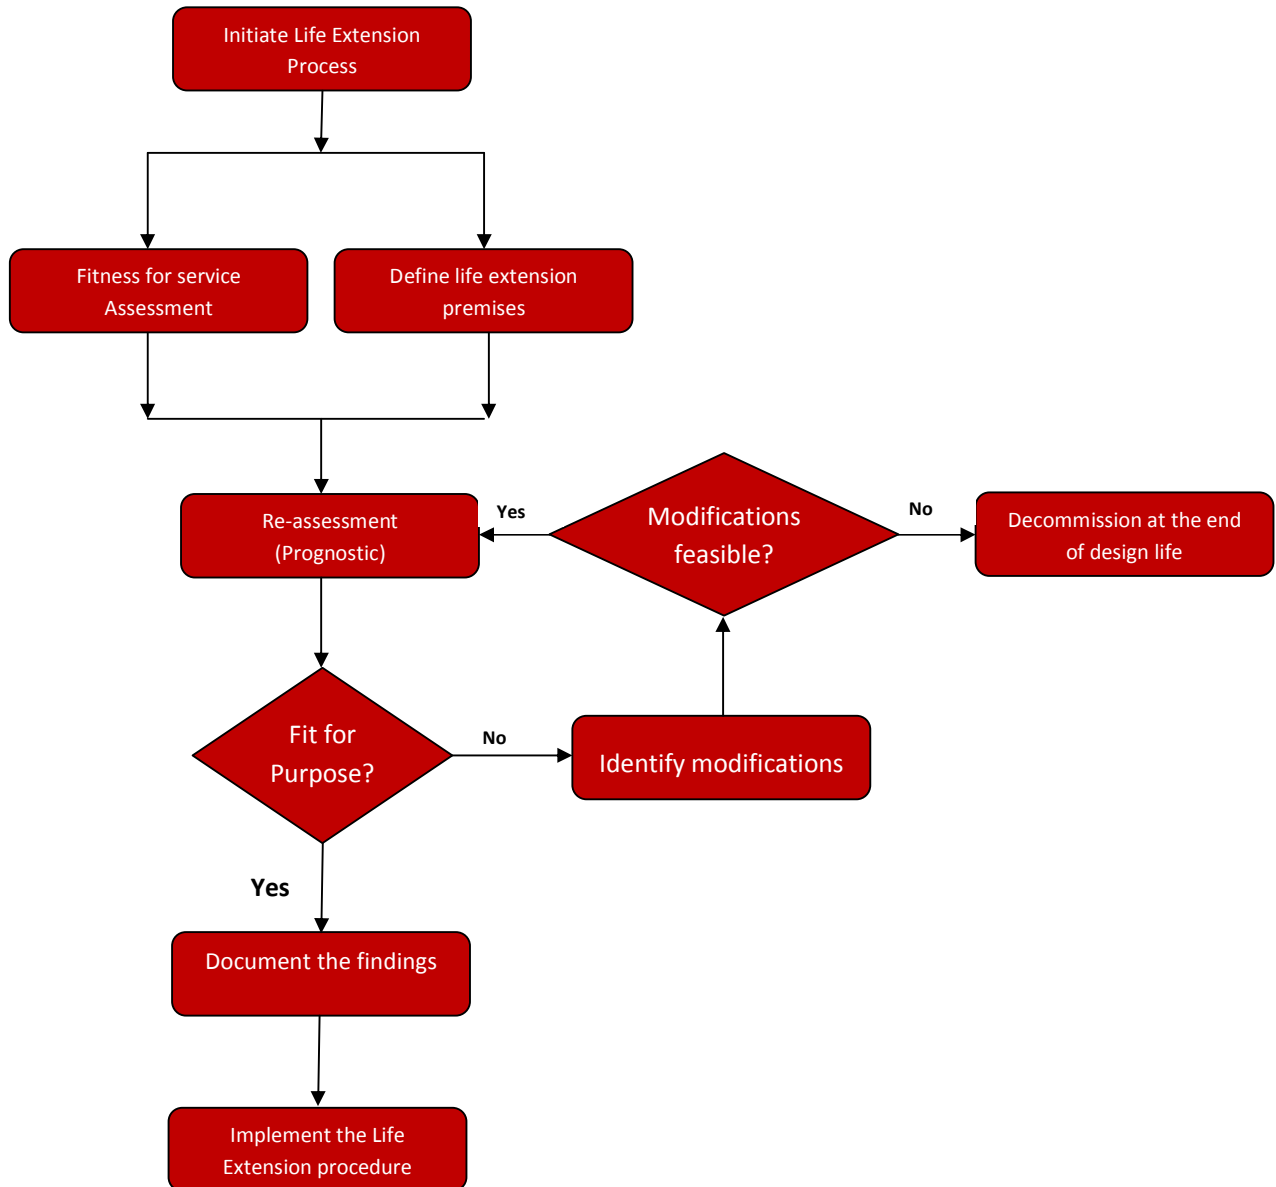 Initiate Life Extension
Process
Fitness for service
Assessment
Define life extension
premises
Re-assessment
(Prognostic)
Yes
Modifications
feasible?
No
Decommission at the end
of design life
Fit for
Purpose?
No
Identify modifications
Yes
Document the findings
Implement the Life
Extension procedure